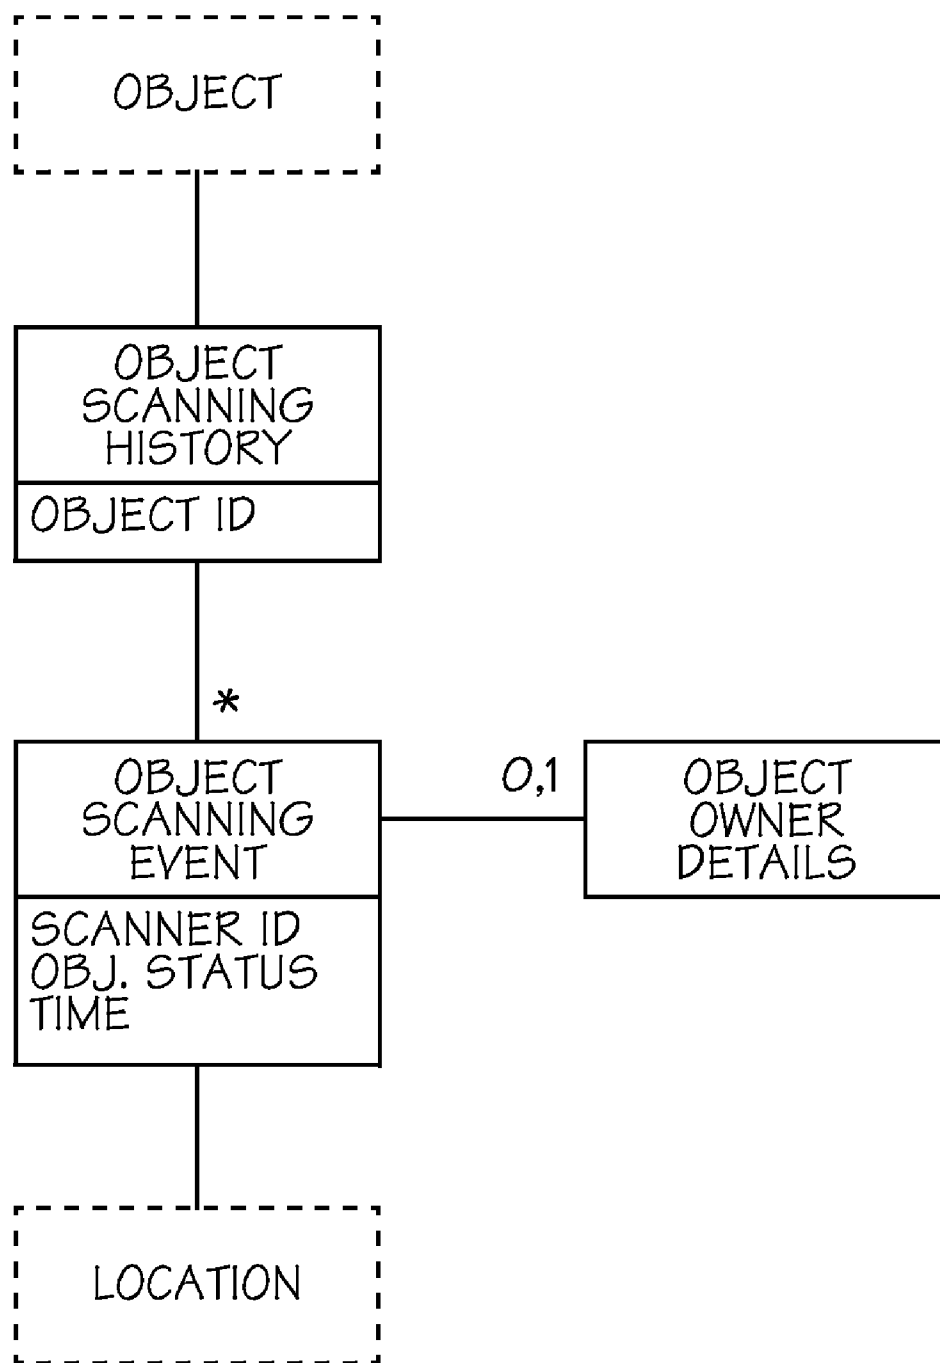 OBJECT
OBJECT
SCANNING
HISTORY
OBJECT ID
*
OBJECT
SCANNING
EVENT
0,1
OBJECT
OWNER
DETAILS
SCANNER ID
OBJ. STATUS
TIME
LOCATION